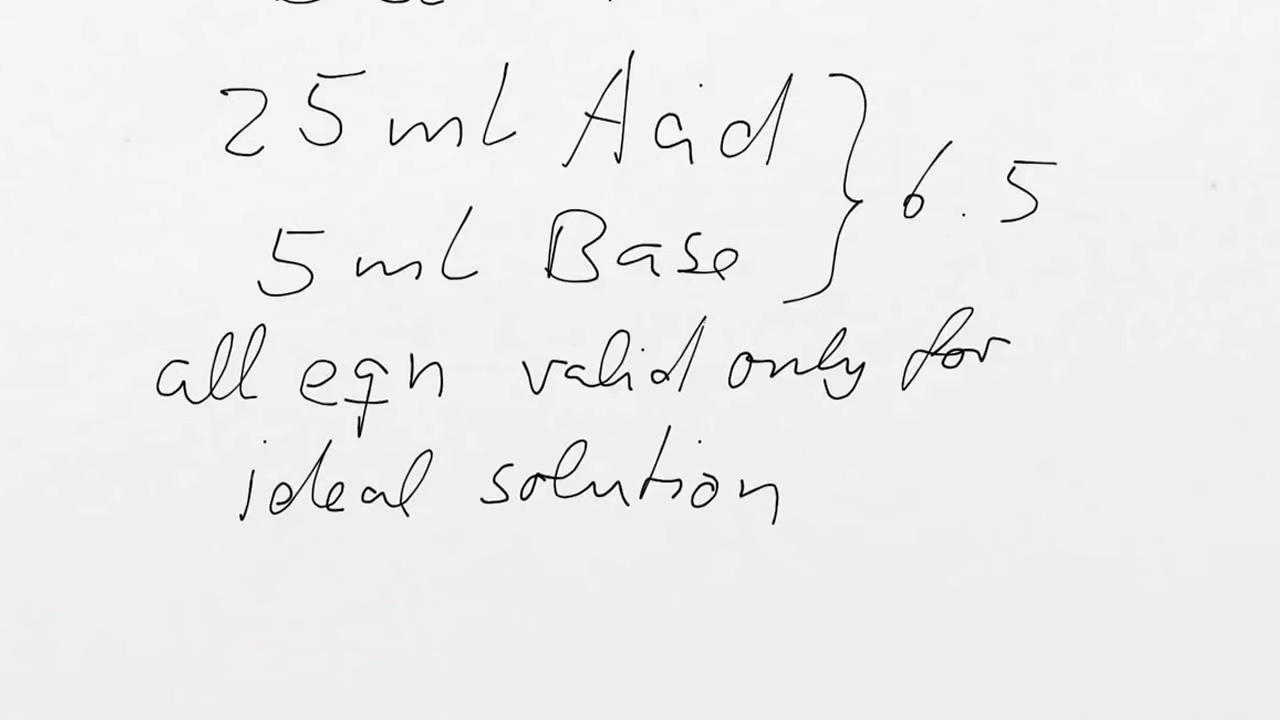 25 ml Acid
5 ml Base } 6.5
all eqn valid only for
ideal solution